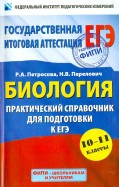 ФЕДЕРАЛЬНЫЙ ИНСТИТУТ ПЕДАГОГИЧЕСКИХ ИЗМЕРЕНИЙ
ГОСУДАРСТВЕННАЯ
ИТОГОВАЯ АТТЕСТАЦИЯ
ЕГЭ
ФИПИ
Р.А. Петросова, Н.В. Перелович
БИОЛОГИЯ
ПРАКТИЧЕСКИЙ СПРАВОЧНИК
ДЛЯ ПОДГОТОВКИ
К ЕГЭ
10-11
классы
ФИПИ - ШКОЛЬНИКАМ
И УЧИТЕЛЯМ